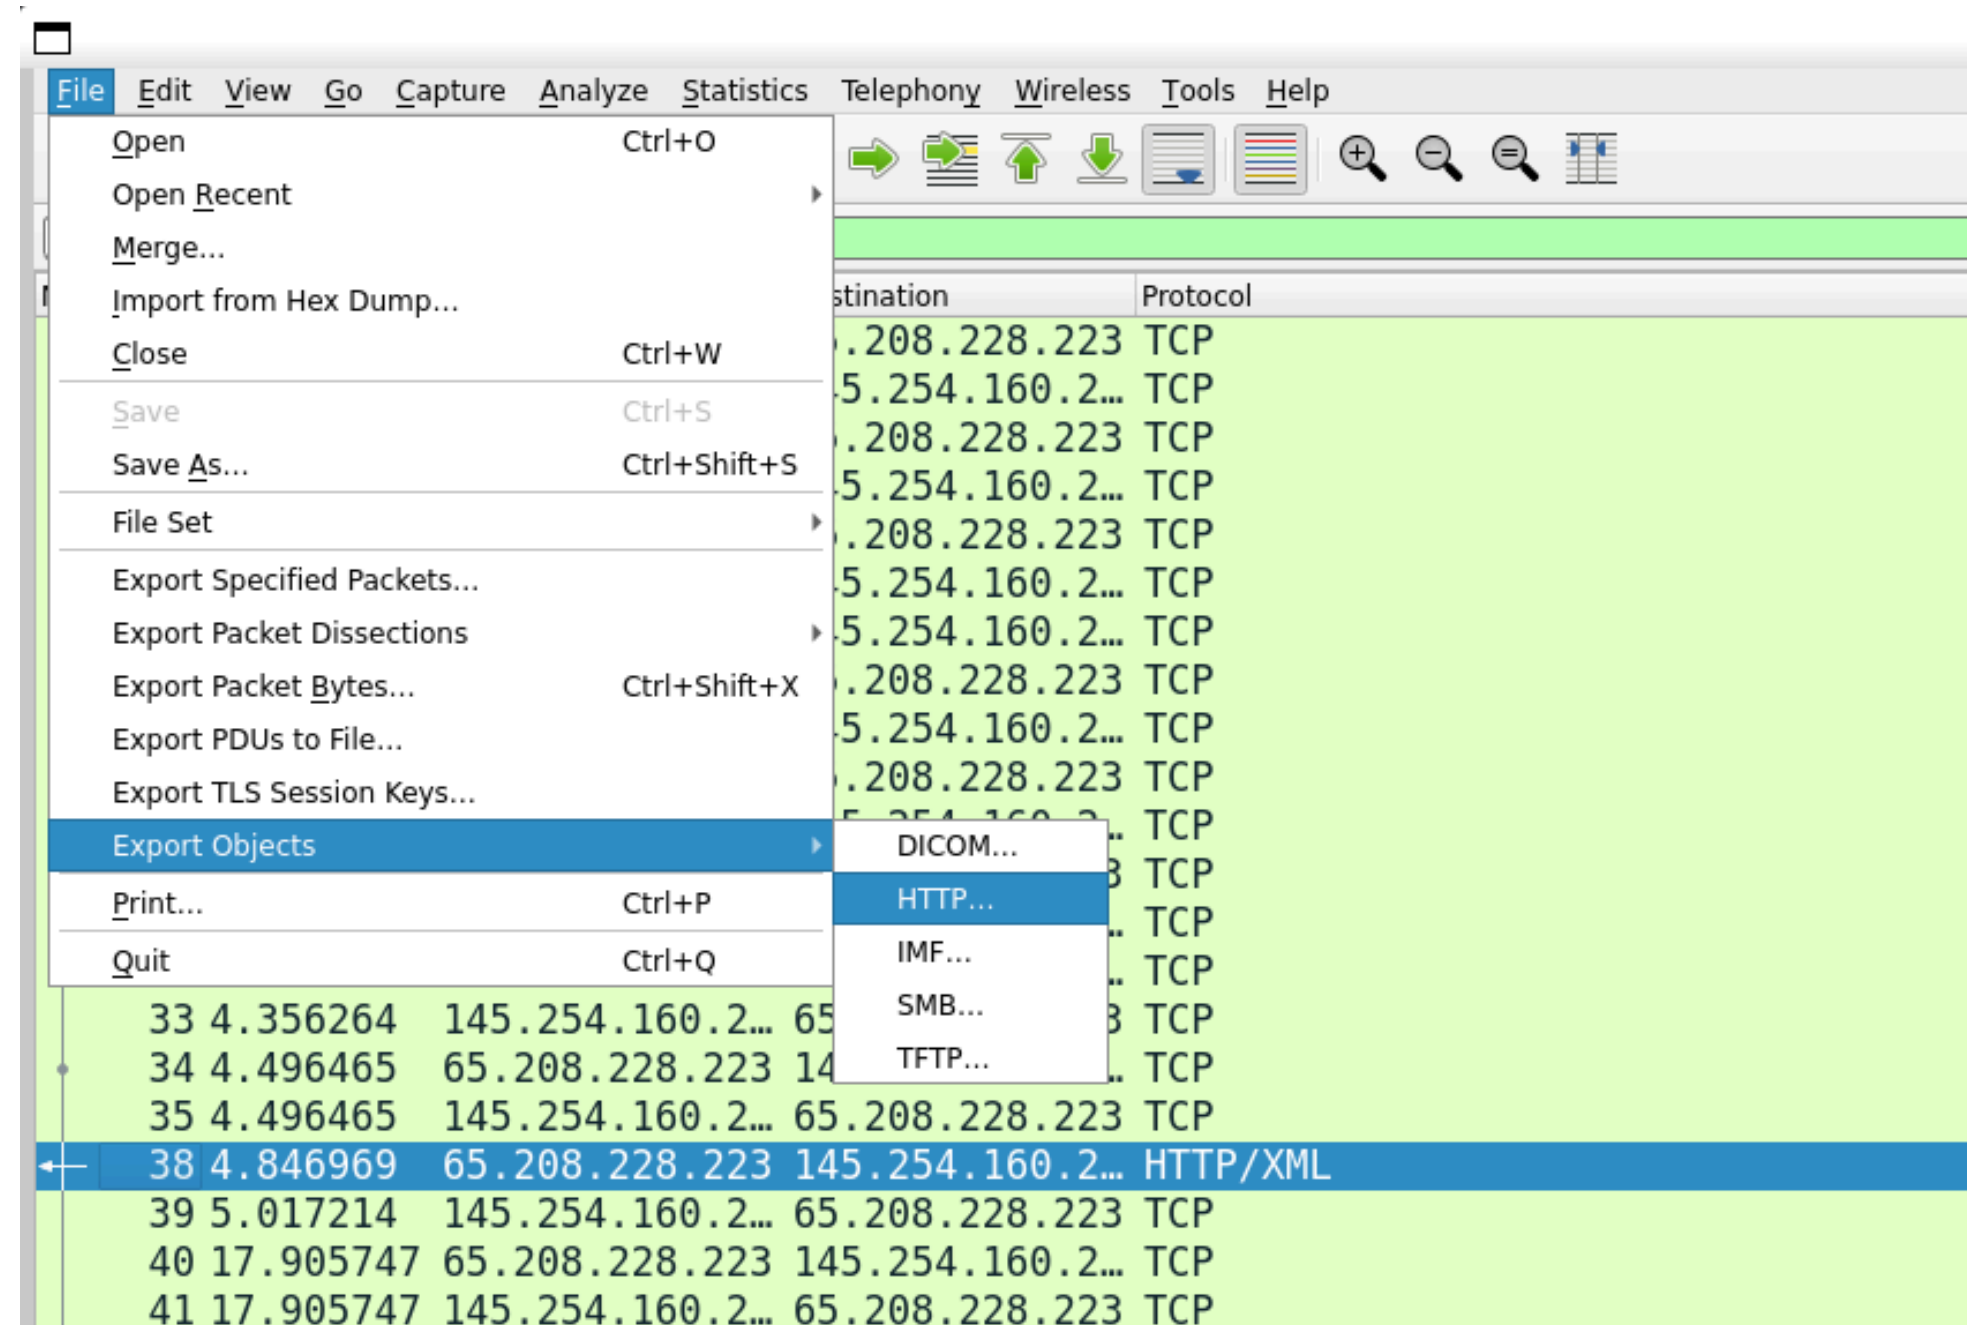 File Edit View Go Capture Analyze Statistics Telephony Wireless Tools Help
Open Ctrl+O
Open Recent
Merge...
Import from Hex Dump...
Close Ctrl+W
Save Ctrl+S
Save As... Ctrl+Shift+S
File Set
Export Specified Packets...
Export Packet Dissections
Export Packet Bytes... Ctrl+Shift+X
Export PDUs to File...
Export TLS Session Keys...
Export Objects
Print... Ctrl+P
Quit Ctrl+Q
DICOM...
HTTP...
IMF...
SMB...
TFTP...
stination Protocol
.208.228.223 TCP
5.254.160.2… TCP
.208.228.223 TCP
5.254.160.2… TCP
.208.228.223 TCP
5.254.160.2… TCP
5.254.160.2… TCP
.208.228.223 TCP
5.254.160.2… TCP
.208.228.223 TCP
TCP
TCP
TCP
TCP
33 4.356264 145.254.160.2… 65 3 TCP
34 4.496465 65.208.228.223 14 TCP
35 4.496465 145.254.160.2… 65.208.228.223 TCP
38 4.846969 65.208.228.223 145.254.160.2… HTTP/XML
39 5.017214 145.254.160.2… 65.208.228.223 TCP
40 17.905747 65.208.228.223 145.254.160.2… TCP
41 17.905747 145.254.160.2… 65.208.228.223 TCP